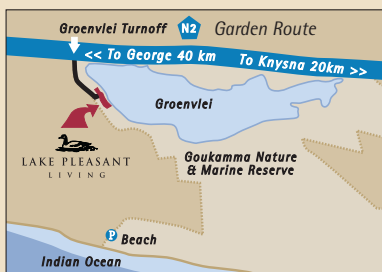 Groenvlei Turnoff N2 Garden Route
<< To George 40 km To Knysna 20km >>
Groenvlei
LAKE PLEASANT
LIVING
Goukamma Nature
& Marine Reserve
P Beach
Indian Ocean